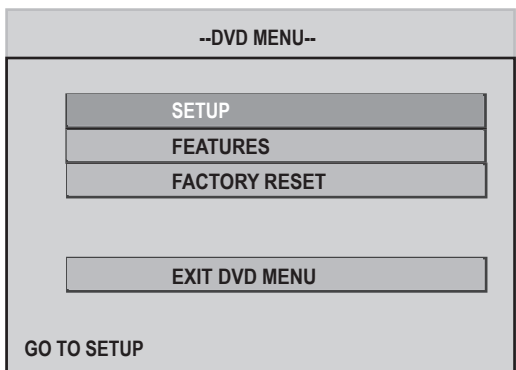 --DVD MENU--
SETUP
FEATURES
FACTORY RESET
EXIT DVD MENU
GO TO SETUP